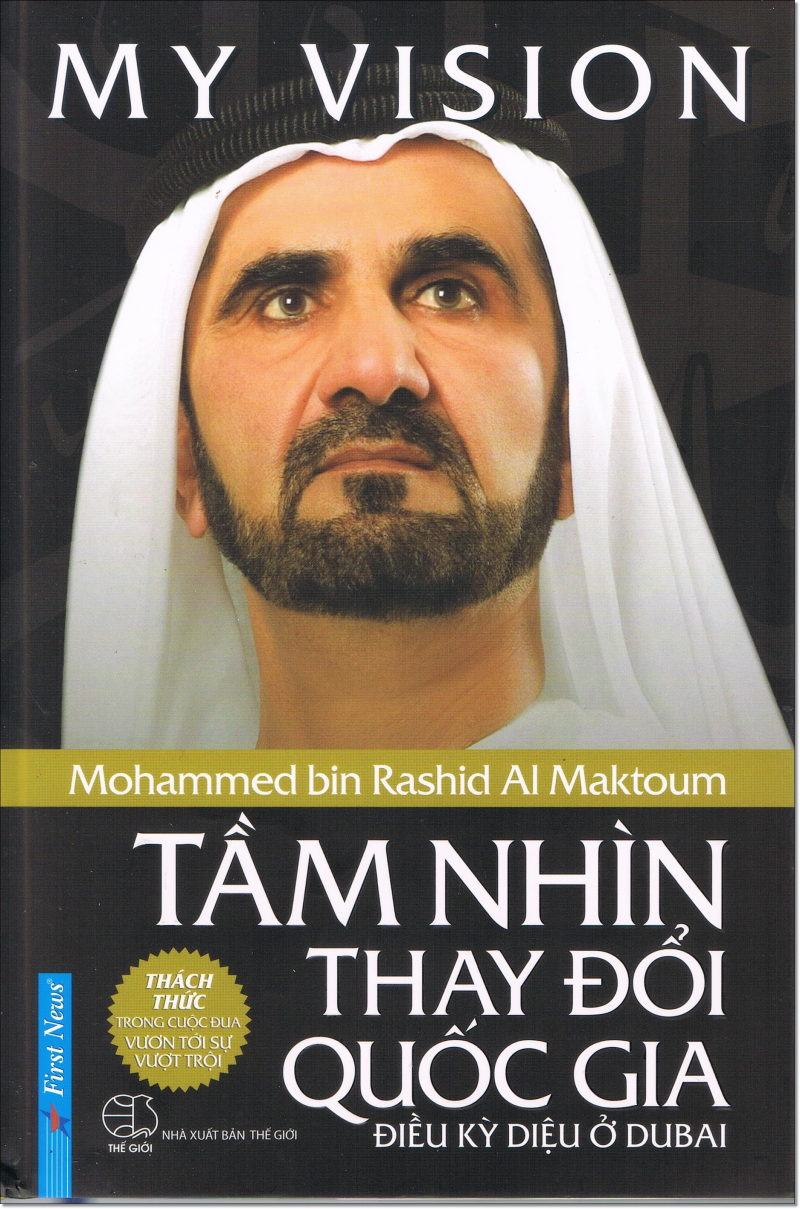 MY VISION
Mohammed bin Rashid Al Maktoum
TẦM NHÌN
THAY ĐỔI
QUỐC GIA
ĐIỀU KỲ DIỆU Ở DUBAI
THÁCH
THỨC
TRONG CUỘC ĐUA
VƯƠN TỚI SỰ
VƯỢT TRỘI
First News®
THẾ GIỚI
NHÀ XUẤT BẢN THẾ GIỚI